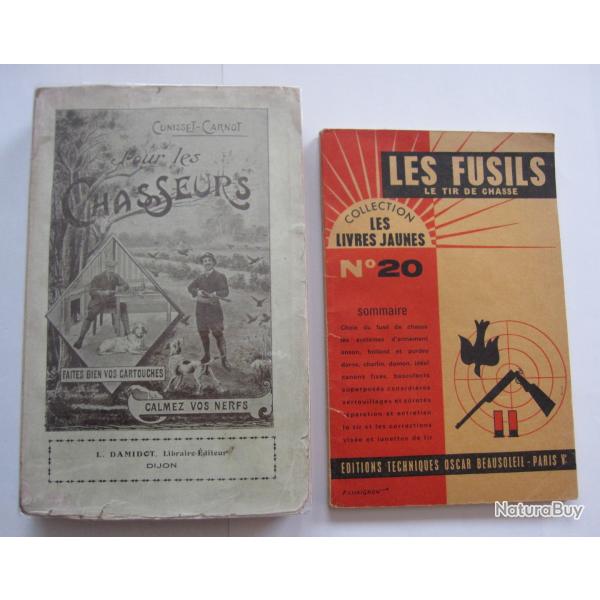 CUNISSET-CARNOT
Pour les
CHASSEURS
FAITES BIEN VOS CARTOUCHES
CALMEZ VOS NERFS
L. DAMIDOT, Libraire-Editeur
DIJON
LES FUSILS
LE TIR DE CHASSE
COLLECTION
LES
LIVRES JAUNES
N° 20
sommaire
Choix du fusil de chasse
les systèmes d'armement
anson, holland et purdey
darne, charlin, damon, idéal
canons fixes, basculants
superposés canardières
verrouillages et sûretés
réparation et entretien
le tir et les corrections
visée et lunettes de tir
EDITIONS TECHNIQUES OSCAR BEAUSOLEIL - PARIS Ve
NaturaBuy